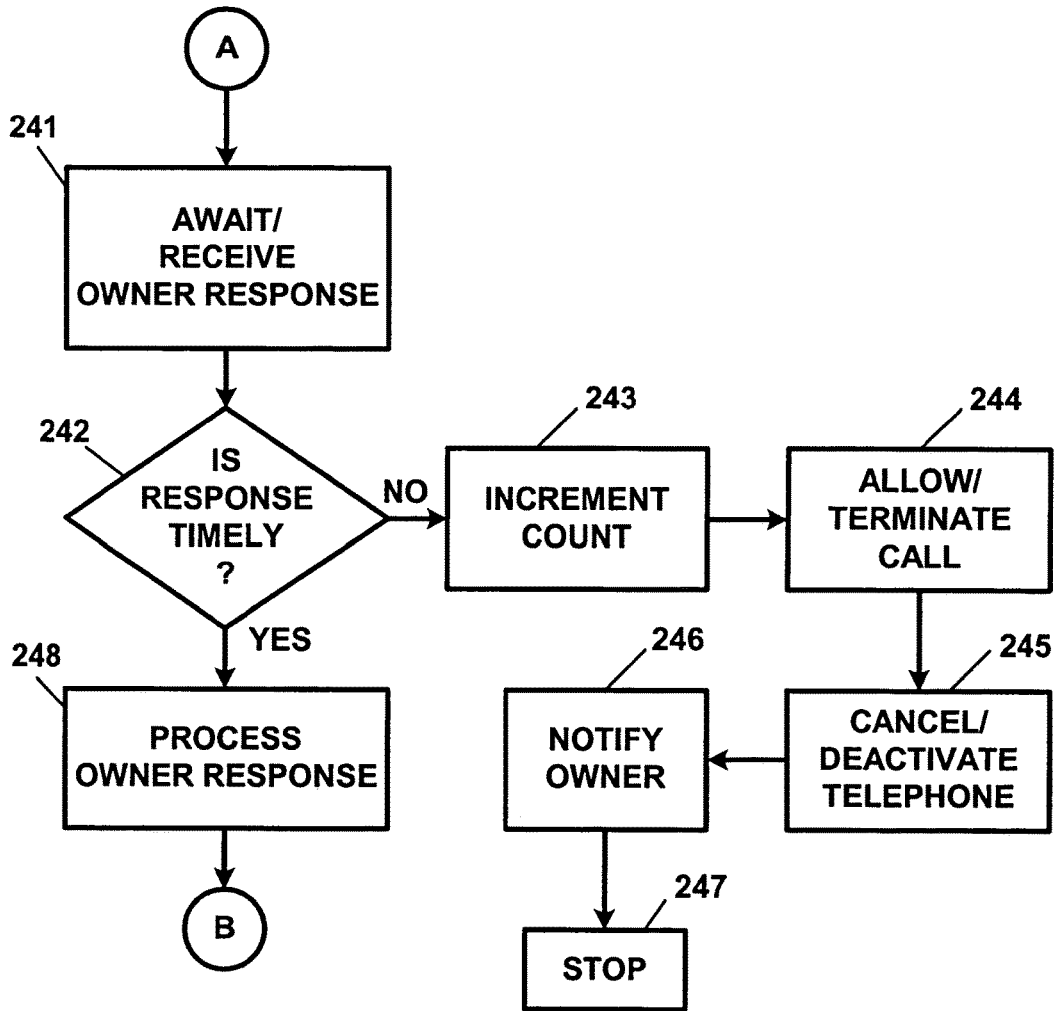 A
241
AWAIT/
RECEIVE
OWNER RESPONSE
242
IS
RESPONSE
TIMELY
?
NO
243
INCREMENT
COUNT
244
ALLOW/
TERMINATE
CALL
YES
248
PROCESS
OWNER RESPONSE
246
NOTIFY
OWNER
245
CANCEL/
DEACTIVATE
TELEPHONE
B
247
STOP